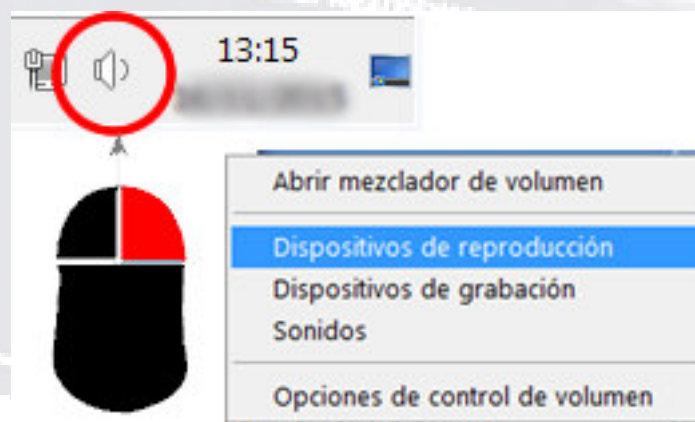 13:15
Abrir mezclador de volumen
Dispositivos de reproducción
Dispositivos de grabación
Sonidos
Opciones de control de volumen